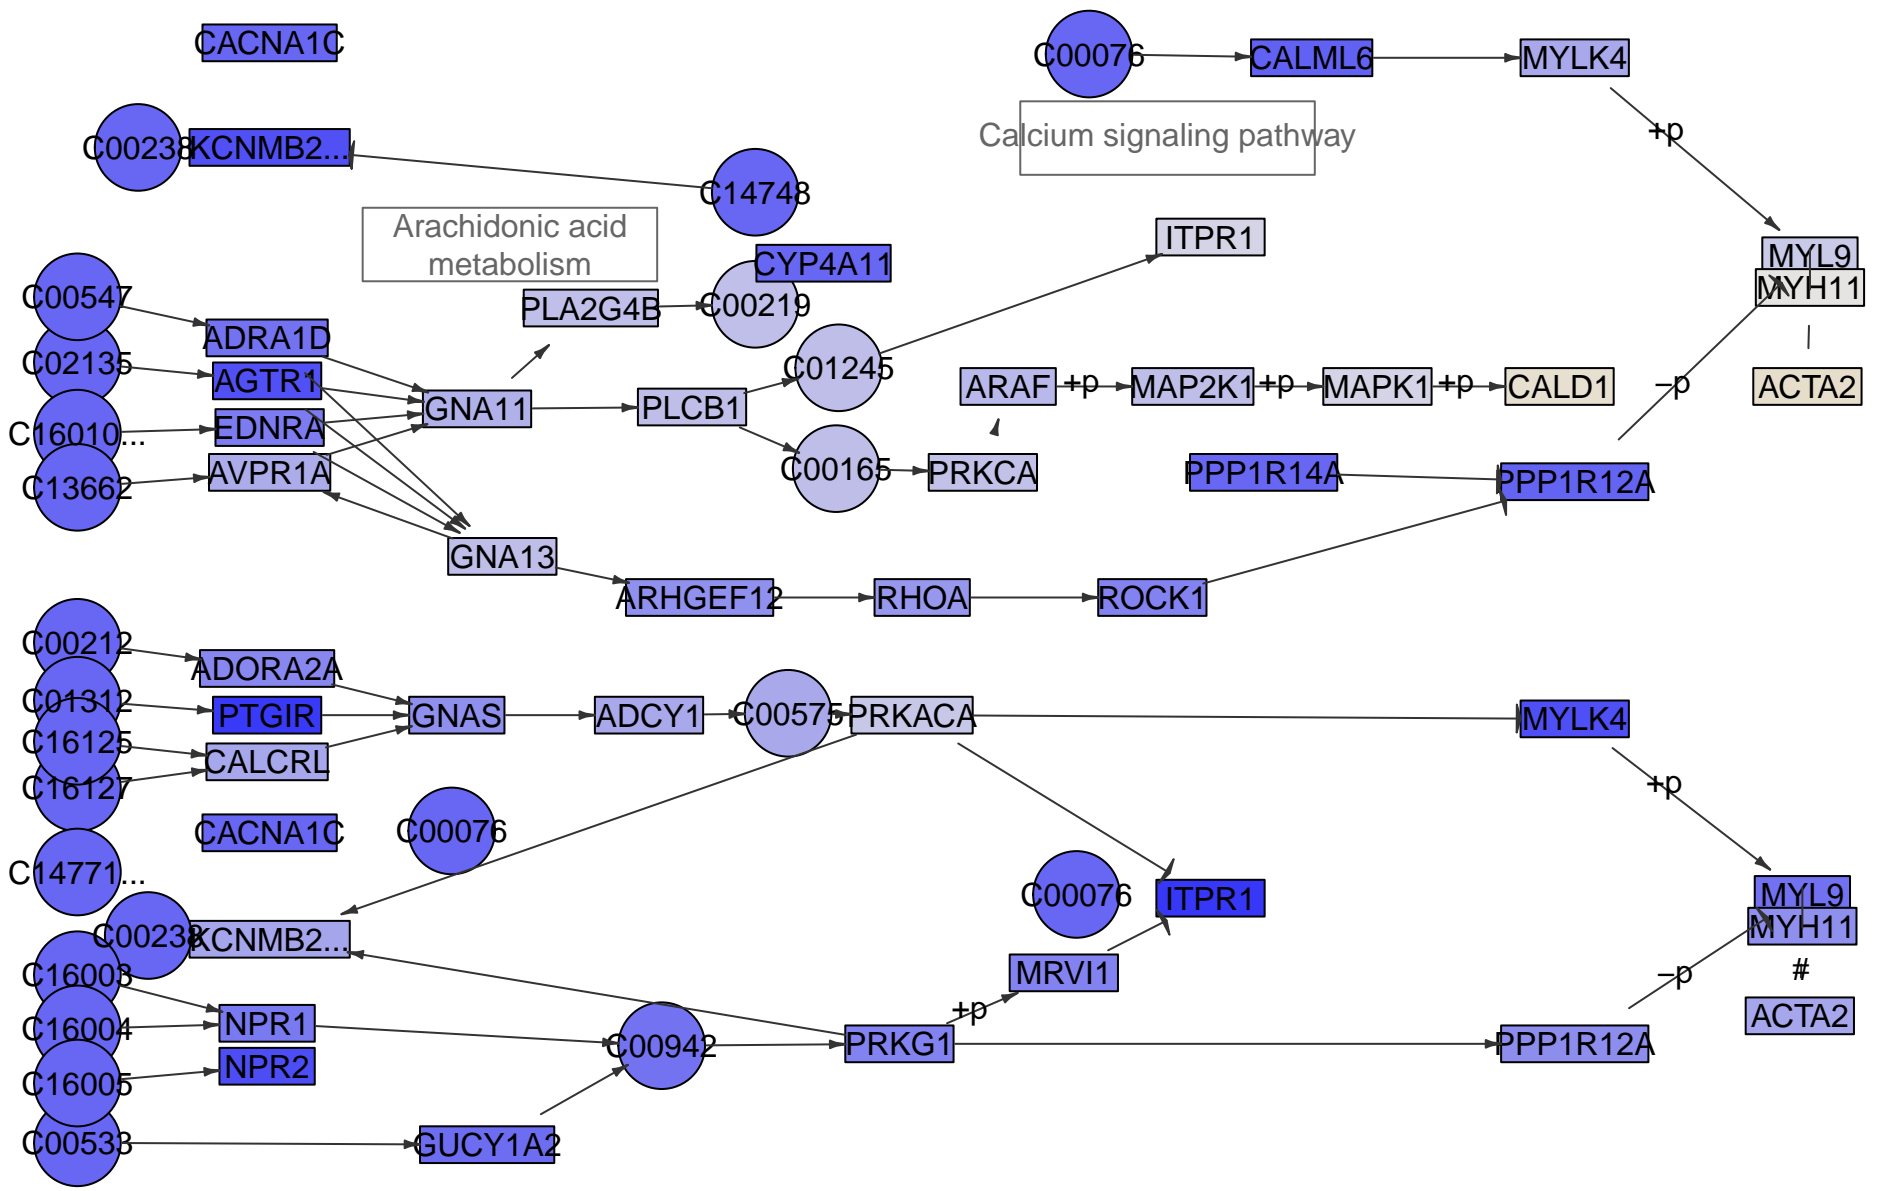 CACNA1C
C00076
CALML6
MYLK4
C00238
KCNMB2...
+p
Calcium signaling pathway
C14748
Arachidonic acid
metabolism
ITPR1
MYL9
CYP4A11
MYH11
C00547
PLA2G4B
C00219
ADRA1D
C02135
AGTR1
C01245
ARAF
+p
MAP2K1
+p
MAPK1
+p
CALD1
−p
ACTA2
GNA11
PLCB1
C16010...
EDNRA
C00165
PRKCA
PPP1R14A
PPP1R12A
C13662
AVPR1A
GNA13
ARHGEF12
RHOA
ROCK1
C00212
ADORA2A
C01312
PTGIR
GNAS
ADCY1
C00575
PRKACA
MYLK4
C16125
CALCRL
C16127
+p
CACNA1C
C00076
C14771...
C00076
ITPR1
MYL9
C00238
KCNMB2...
MYH11
C16003
MRVI1
−p
#
+p
C16004
NPR1
ACTA2
C00942
PRKG1
PPP1R12A
C16005
NPR2
C00533
GUCY1A2